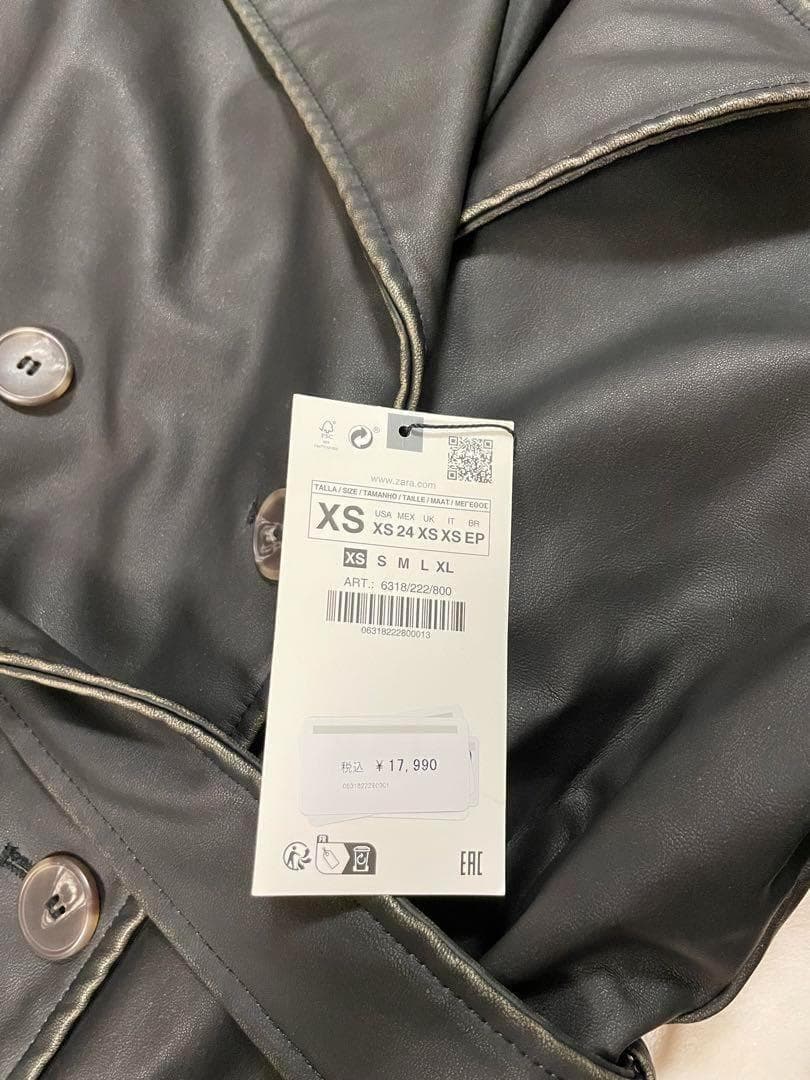 FSC
www.zara.com
TALLA / SIZE / TAMANHO / TAILLE / MAAT / ΜΕΓΕΘΟΣ
XS
USA MEX UK IT BR
XS 24 XS XS EP
XS S M L XL
ART.: 6318/222/800
06318222800013
税込 ¥17,990
FR
EAC